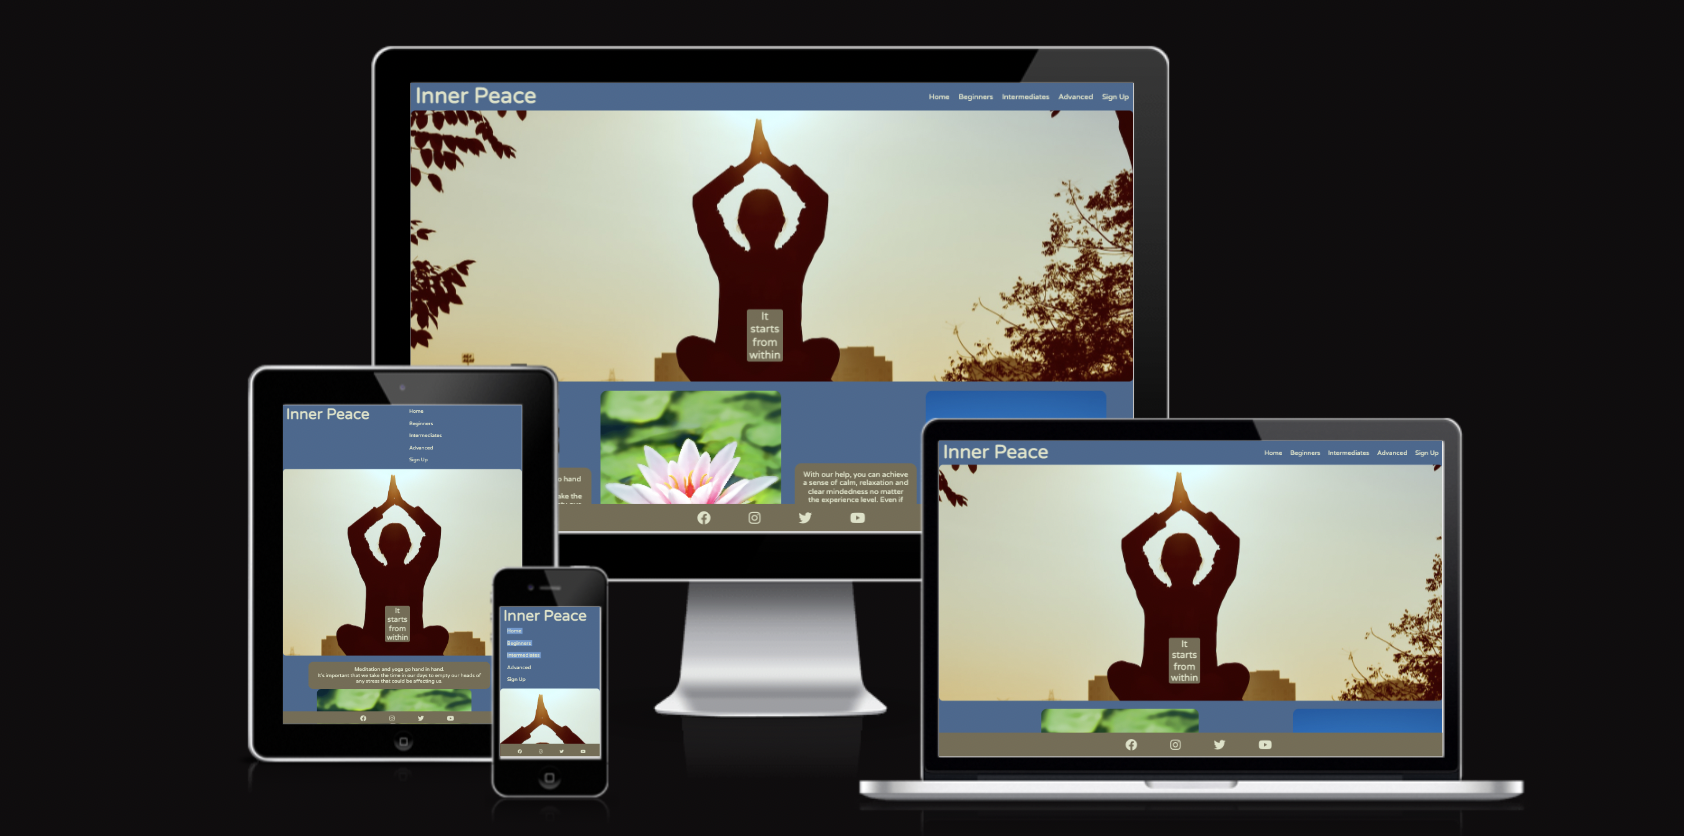 Inner Peace
Home Beginners Intermediates Advanced Sign Up
It
starts
from
within
o hand
ake the
With our help, you can achieve
a sense of calm, relaxation and
clear mindedness no matter
the experience level. Even if
Inner Peace
Home
Beginners
Intermediates
Advanced
Sign Up
It
starts
from
within
Meditation and yoga go hand in hand.
It's important that we take the time in our days to empty our heads of
any stress that could be affecting us.
Inner Peace
Home
Beginners
Intermediates
Advanced
Sign Up
Inner Peace
Home Beginners Intermediates Advanced Sign Up
It
starts
from
within